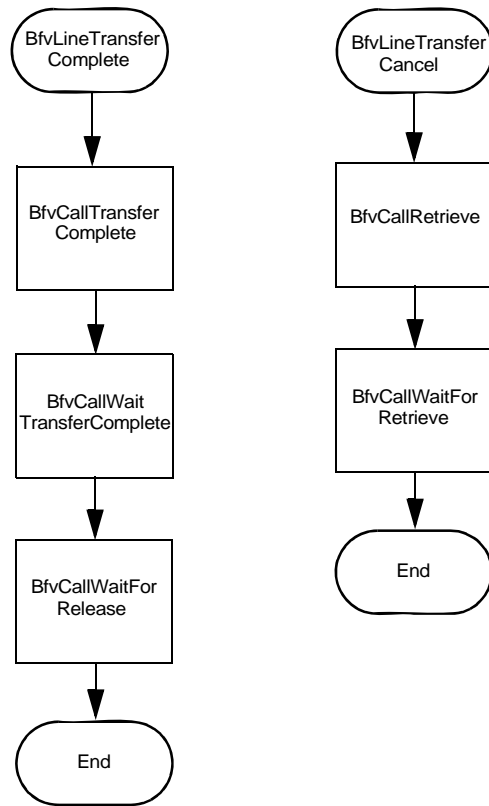 BfvLineTransfer
Complete
BfvCallTransfer
Complete
BfvCallWait
TransferComplete
BfvCallWaitFor
Release
End
BfvLineTransfer
Cancel
BfvCallRetrieve
BfvCallWaitFor
Retrieve
End